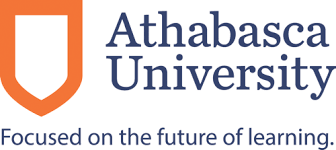 Athabasca
University
Focused on the future of learning.